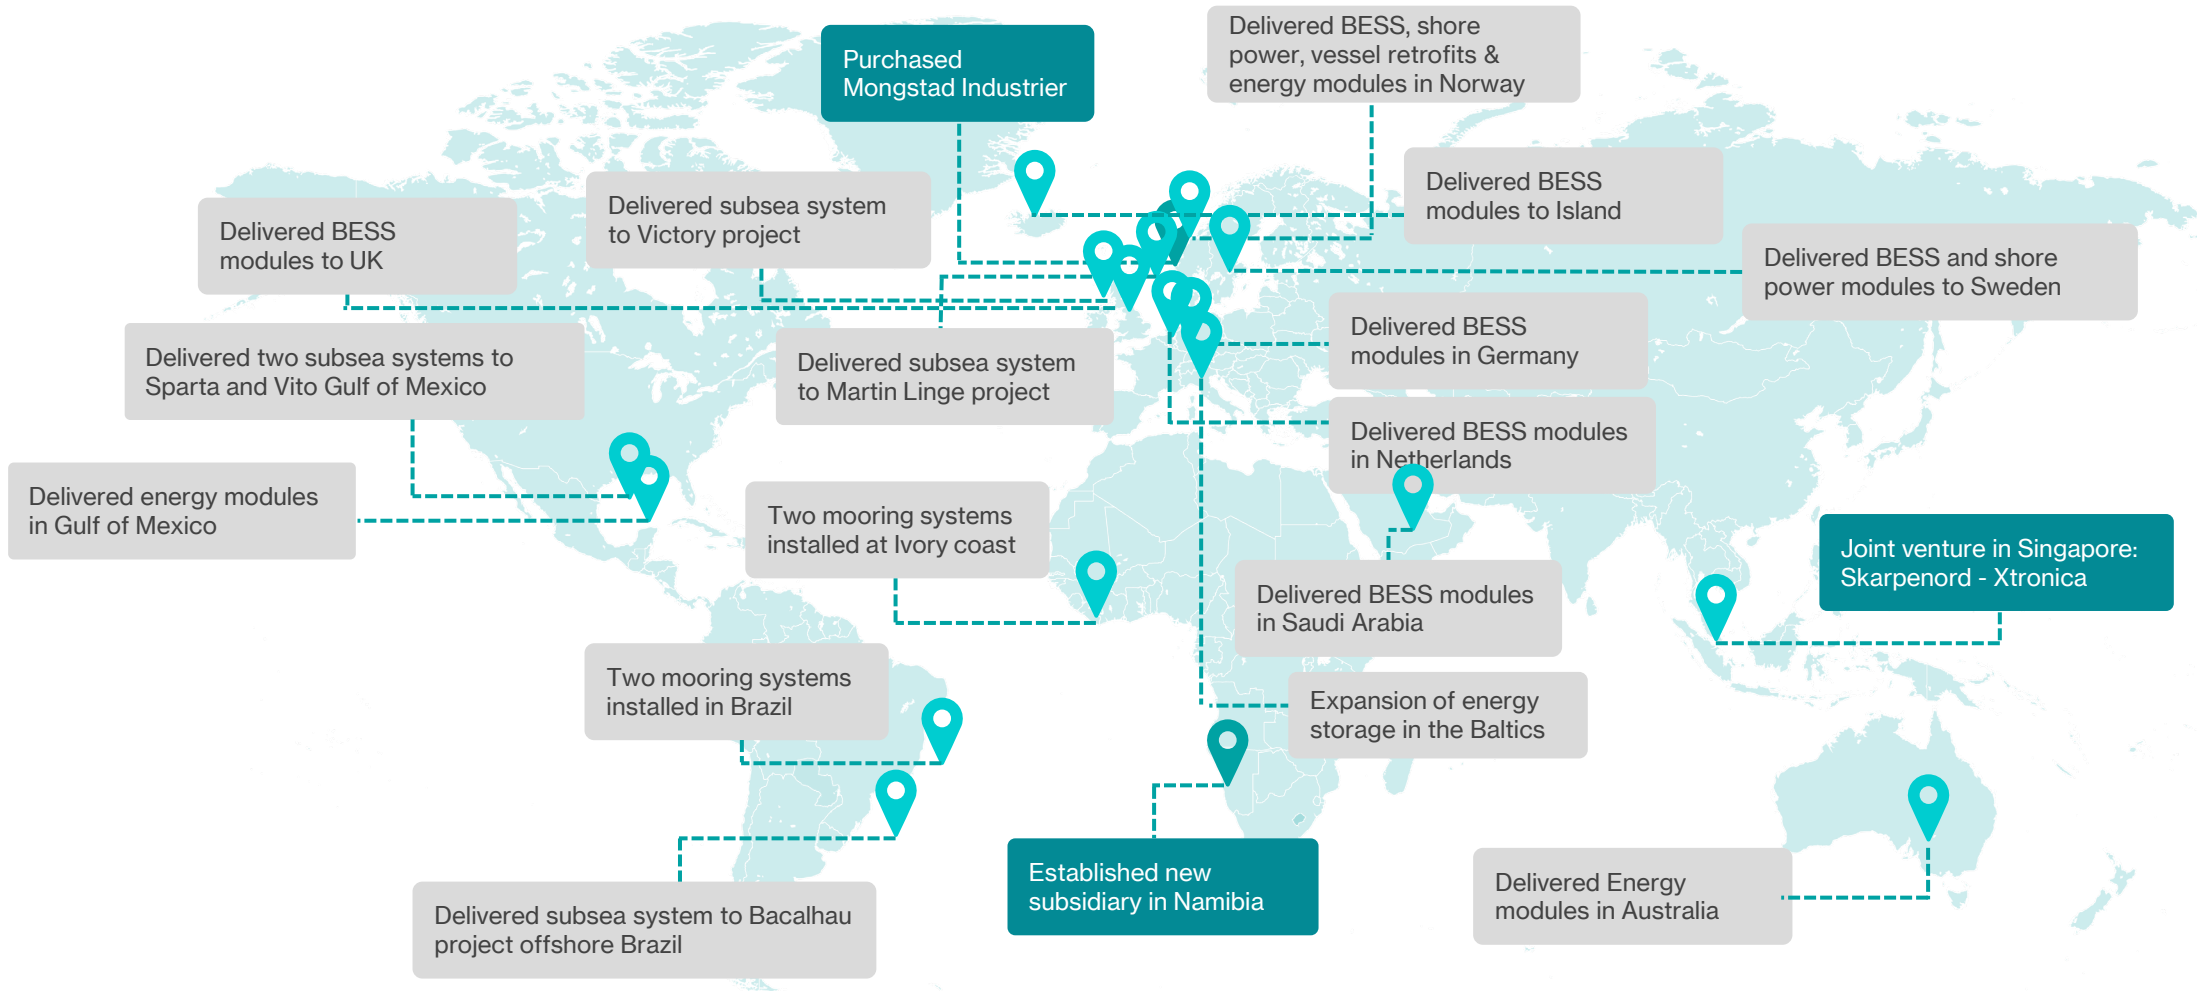 Purchased
Mongstad Industrier
Delivered BESS, shore
power, vessel retrofits &
energy modules in Norway
Delivered BESS
modules to UK
Delivered subsea system
to Victory project
Delivered BESS
modules to Island
Delivered BESS and shore
power modules to Sweden
Delivered two subsea systems to
Sparta and Vito Gulf of Mexico
Delivered subsea system
to Martin Linge project
Delivered BESS
modules in Germany
Delivered BESS modules
in Netherlands
Delivered energy modules
in Gulf of Mexico
Two mooring systems
installed at Ivory coast
Joint venture in Singapore:
Skarpenord - Xtronica
Delivered BESS modules
in Saudi Arabia
Two mooring systems
installed in Brazil
Expansion of energy
storage in the Baltics
Established new
subsidiary in Namibia
Delivered Energy
modules in Australia
Delivered subsea system to Bacalhau
project offshore Brazil